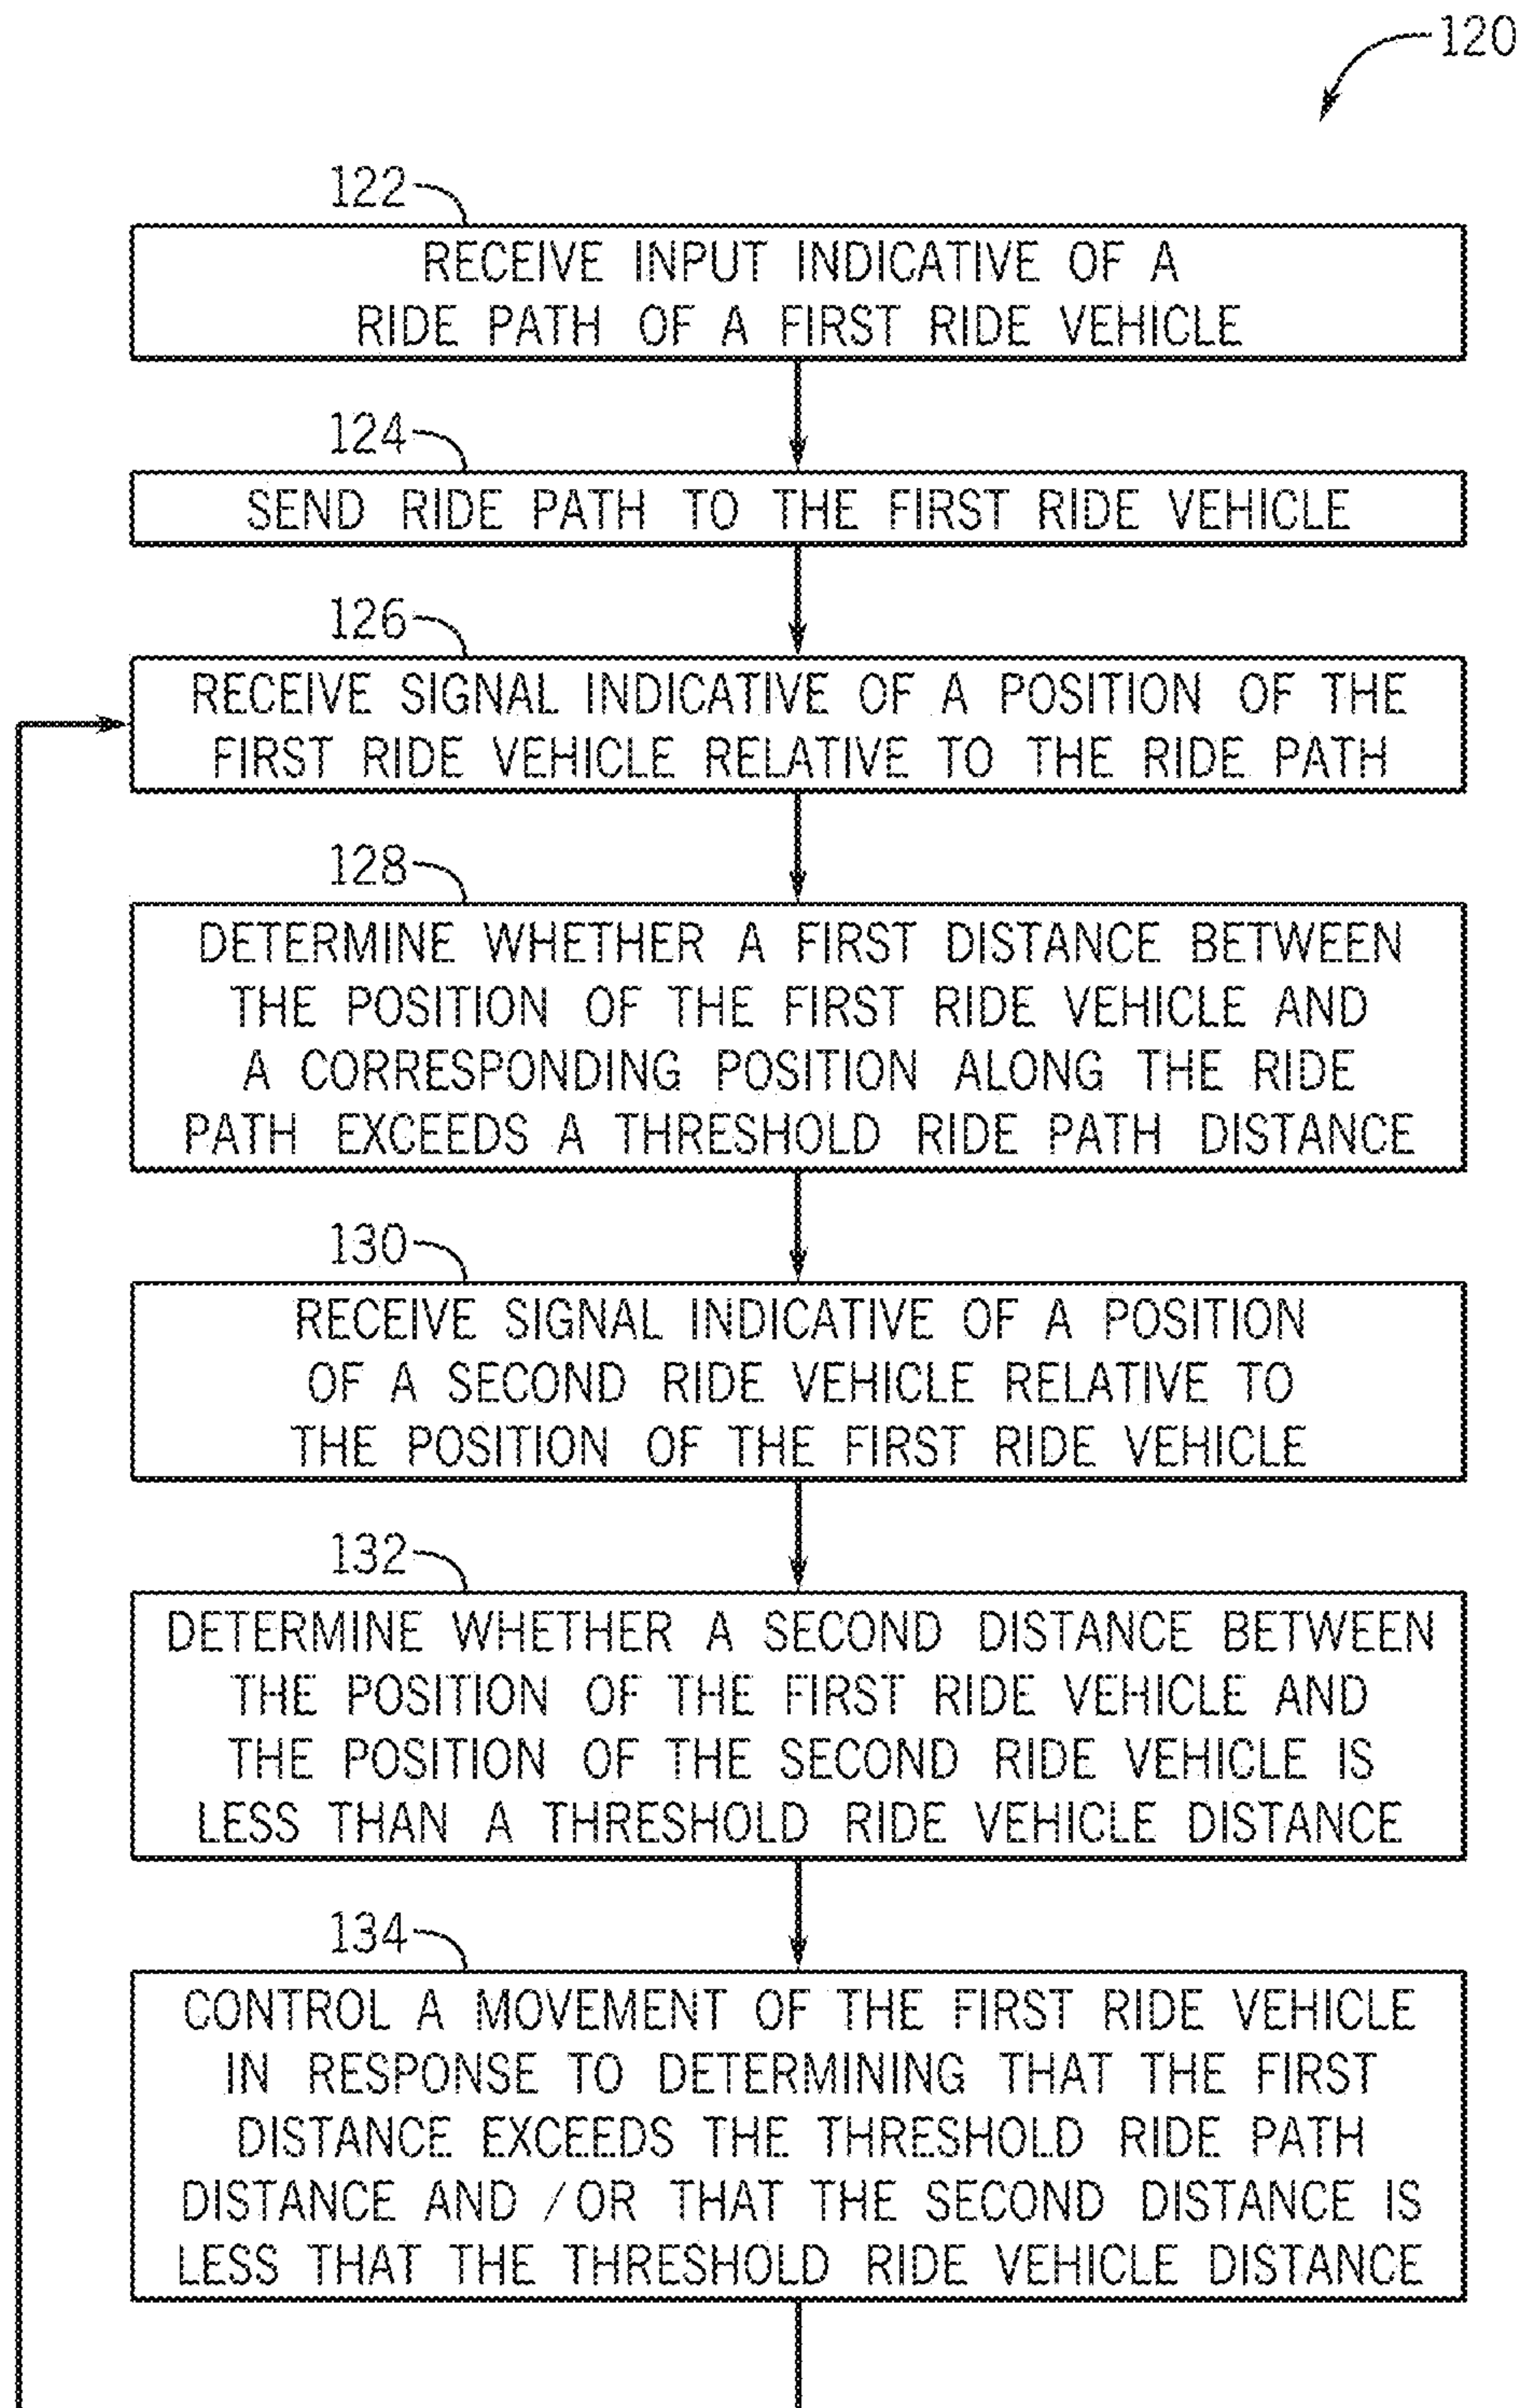 120
122
RECEIVE INPUT INDICATIVE OF A
RIDE PATH OF A FIRST RIDE VEHICLE
124
SEND RIDE PATH TO THE FIRST RIDE VEHICLE
126
RECEIVE SIGNAL INDICATIVE OF A POSITION OF THE
FIRST RIDE VEHICLE RELATIVE TO THE RIDE PATH
128
DETERMINE WHETHER A FIRST DISTANCE BETWEEN
THE POSITION OF THE FIRST RIDE VEHICLE AND
A CORRESPONDING POSITION ALONG THE RIDE
PATH EXCEEDS A THRESHOLD RIDE PATH DISTANCE
130
RECEIVE SIGNAL INDICATIVE OF A POSITION
OF A SECOND RIDE VEHICLE RELATIVE TO
THE POSITION OF THE FIRST RIDE VEHICLE
132
DETERMINE WHETHER A SECOND DISTANCE BETWEEN
THE POSITION OF THE FIRST RIDE VEHICLE AND
THE POSITION OF THE SECOND RIDE VEHICLE IS
LESS THAN A THRESHOLD RIDE VEHICLE DISTANCE
134
CONTROL A MOVEMENT OF THE FIRST RIDE VEHICLE
IN RESPONSE TO DETERMINING THAT THE FIRST
DISTANCE EXCEEDS THE THRESHOLD RIDE PATH
DISTANCE AND /OR THAT THE SECOND DISTANCE IS
LESS THAT THE THRESHOLD RIDE VEHICLE DISTANCE